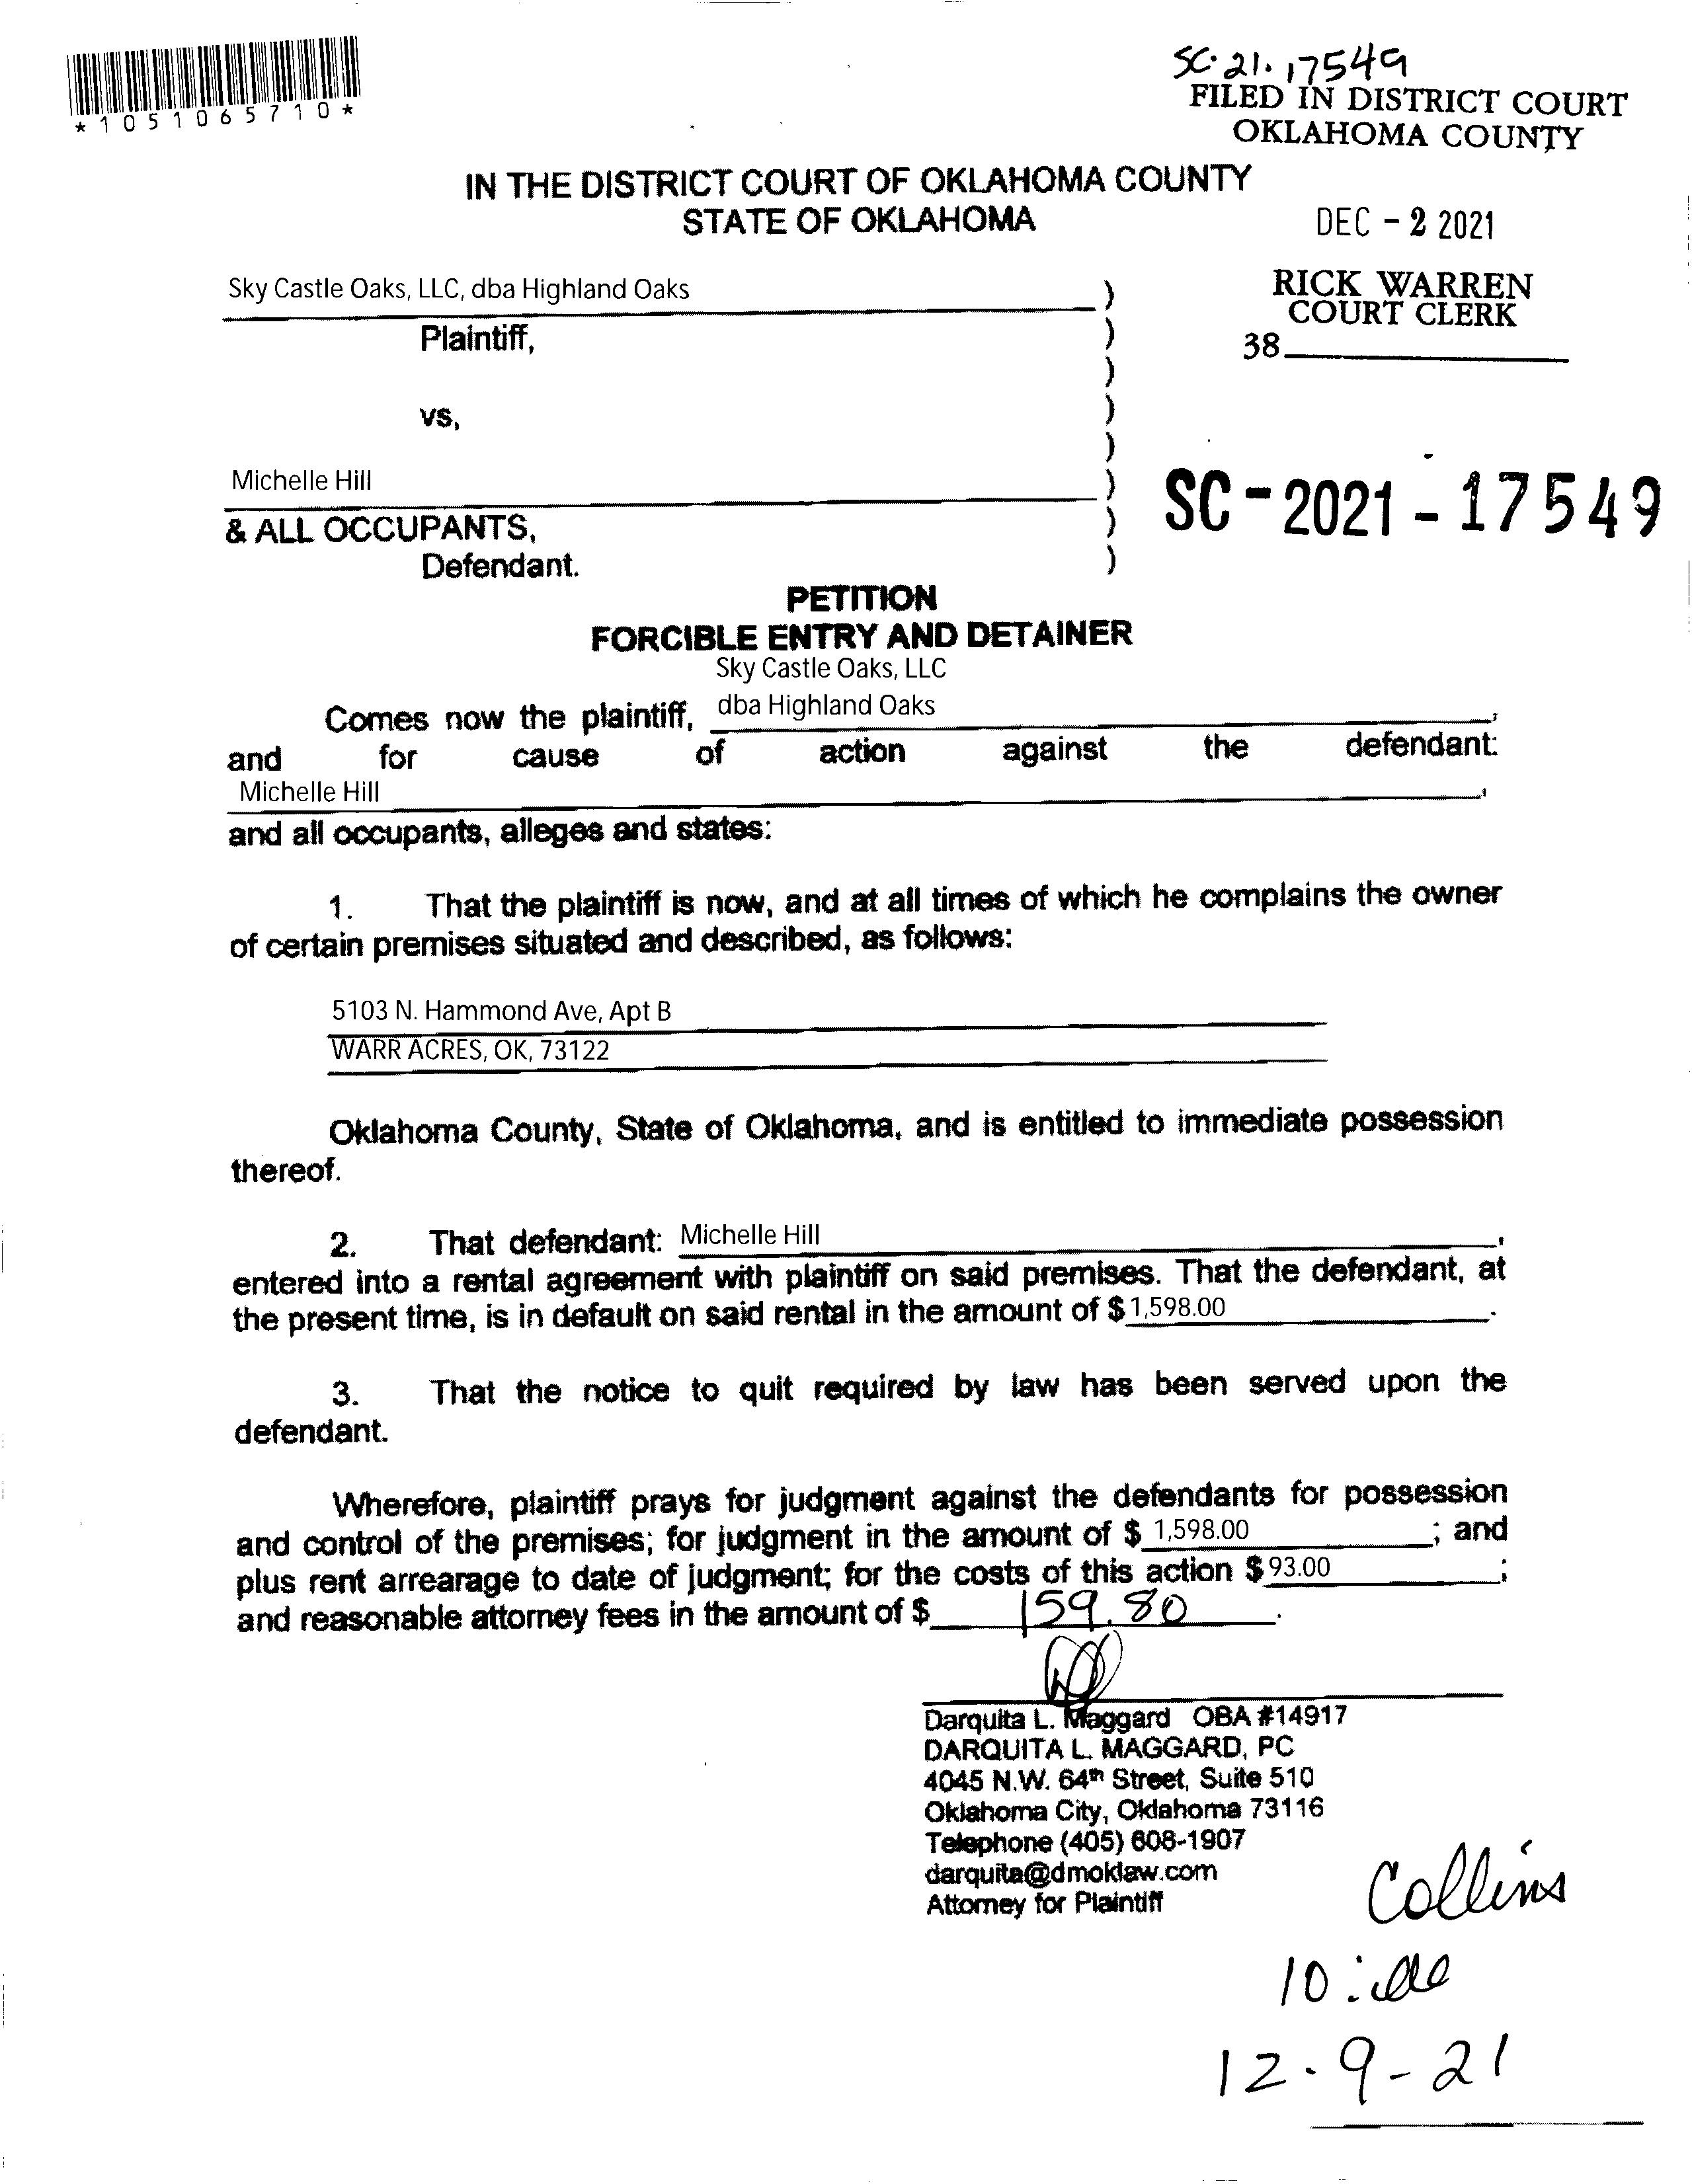 *1051065710*
SC-21.17549
FILED IN DISTRICT COURT
OKLAHOMA COUNTY
IN THE DISTRICT COURT OF OKLAHOMA COUNTY
STATE OF OKLAHOMA
DEC - 2 2021
RICK WARREN
COURT CLERK
38
Sky Castle Oaks, LLC, dba Highland Oaks )
Plaintiff, )
)
vs, )
)
Michelle Hill )
& ALL OCCUPANTS, )
Defendant. )
SC - 2021 - 17549
PETITION
FORCIBLE ENTRY AND DETAINER
Sky Castle Oaks, LLC
Comes now the plaintiff, dba Highland Oaks,
and for cause of action against the defendant:
Michelle Hill,
and all occupants, alleges and states:
1. That the plaintiff is now, and at all times of which he complains the owner
of certain premises situated and described, as follows:
5103 N. Hammond Ave, Apt B
WARR ACRES, OK, 73122
Oklahoma County, State of Oklahoma, and is entitled to immediate possession
thereof.
2. That defendant: Michelle Hill,
entered into a rental agreement with plaintiff on said premises. That the defendant, at
the present time, is in default on said rental in the amount of $1,598.00.
3. That the notice to quit required by law has been served upon the
defendant.
Wherefore, plaintiff prays for judgment against the defendants for possession
and control of the premises; for judgment in the amount of $ 1,598.00; and
plus rent arrearage to date of judgment; for the costs of this action $93.00;
and reasonable attorney fees in the amount of $ 159.80.
Darquita L. Maggard OBA #14917
DARQUITA L. MAGGARD, PC
4045 N.W. 64th Street, Suite 510
Oklahoma City, Oklahoma 73116
Telephone (405) 608-1907
darquita@dmoklaw.com
Attorney for Plaintiff
Collins
10:
12-9-21